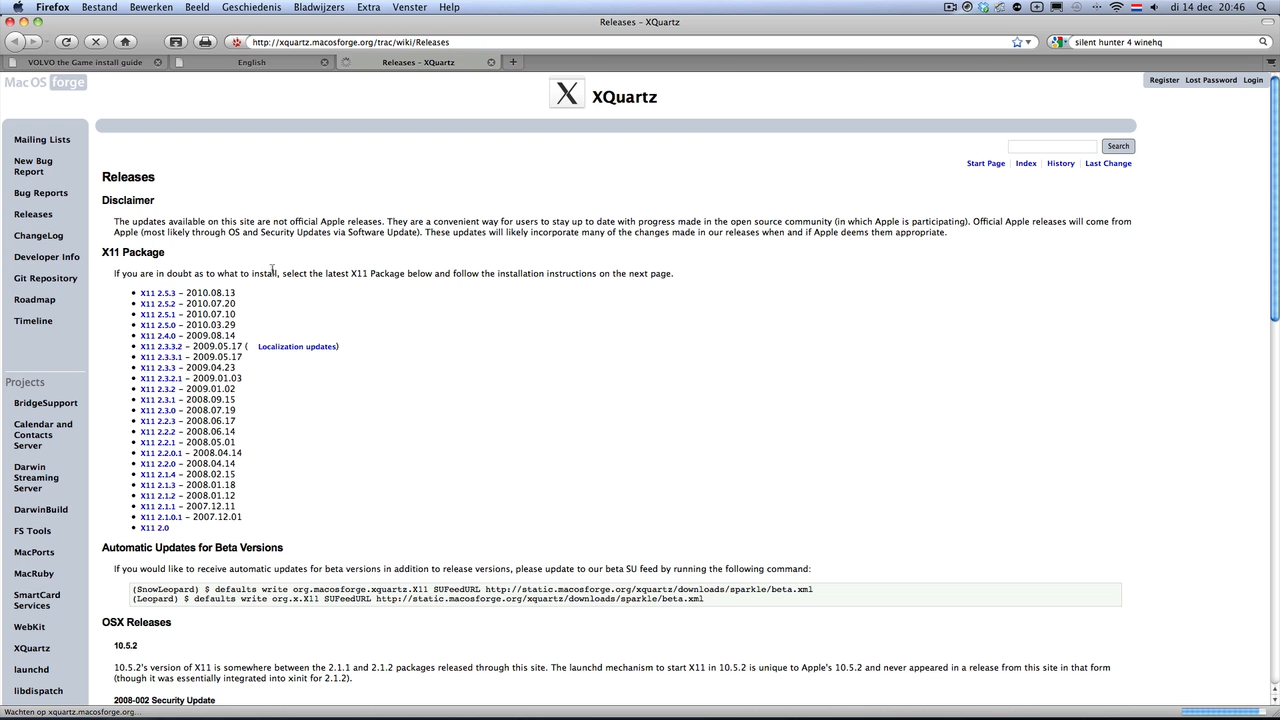 Firefox Bestand Bewerken Beeld Geschiedenis Bladwijzers Extra Venster Help di 14 dec 20:46
Releases – XQuartz
http://xquartz.macosforge.org/trac/wiki/Releases silent hunter 4 winehq
VOLVO the Game install guide English Releases – XQuartz
MacOS forge
XQuartz
Register Lost Password Login
Search
Start Page Index History Last Change
Mailing Lists
New Bug
Report
Bug Reports
Releases
ChangeLog
Developer Info
Git Repository
Roadmap
Timeline
Projects
BridgeSupport
Calendar and
Contacts
Server
Darwin
Streaming
Server
DarwinBuild
FS Tools
MacPorts
MacRuby
SmartCard
Services
WebKit
XQuartz
launchd
libdispatch
Releases
Disclaimer
The updates available on this site are not official Apple releases. They are a convenient way for users to stay up to date with progress made in the open source community (in which Apple is participating). Official Apple releases will come from
Apple (most likely through OS and Security Updates via Software Update). These updates will likely incorporate many of the changes made in our releases when and if Apple deems them appropriate.
X11 Package
If you are in doubt as to what to install, select the latest X11 Package below and follow the installation instructions on the next page.
• X11 2.5.3 – 2010.08.13
• X11 2.5.2 – 2010.07.20
• X11 2.5.1 – 2010.07.10
• X11 2.5.0 – 2010.03.29
• X11 2.4.0 – 2009.08.14
• X11 2.3.3.2 – 2009.05.17 ( Localization updates)
• X11 2.3.3.1 – 2009.05.17
• X11 2.3.3 – 2009.04.23
• X11 2.3.2.1 – 2009.01.03
• X11 2.3.2 – 2009.01.02
• X11 2.3.1 – 2008.09.15
• X11 2.3.0 – 2008.07.19
• X11 2.2.3 – 2008.06.17
• X11 2.2.2 – 2008.06.14
• X11 2.2.1 – 2008.05.01
• X11 2.2.0.1 – 2008.04.14
• X11 2.2.0 – 2008.04.14
• X11 2.1.4 – 2008.02.15
• X11 2.1.3 – 2008.01.18
• X11 2.1.2 – 2008.01.12
• X11 2.1.1 – 2007.12.11
• X11 2.1.0.1 – 2007.12.01
• X11 2.0
Automatic Updates for Beta Versions
If you would like to receive automatic updates for beta versions in addition to release versions, please update to our beta SU feed by running the following command:
(SnowLeopard) $ defaults write org.macosforge.xquartz.X11 SUFeedURL http://static.macosforge.org/xquartz/downloads/sparkle/beta.xml
(Leopard) $ defaults write org.x.X11 SUFeedURL http://static.macosforge.org/xquartz/downloads/sparkle/beta.xml
OSX Releases
10.5.2
10.5.2's version of X11 is somewhere between the 2.1.1 and 2.1.2 packages released through this site. The launchd mechanism to start X11 in 10.5.2 is unique to Apple's 10.5.2 and never appeared in a release from this site in that form
(though it was essentially integrated into xinit for 2.1.2).
2008-002 Security Update
Wachten op xquartz.macosforge.org...